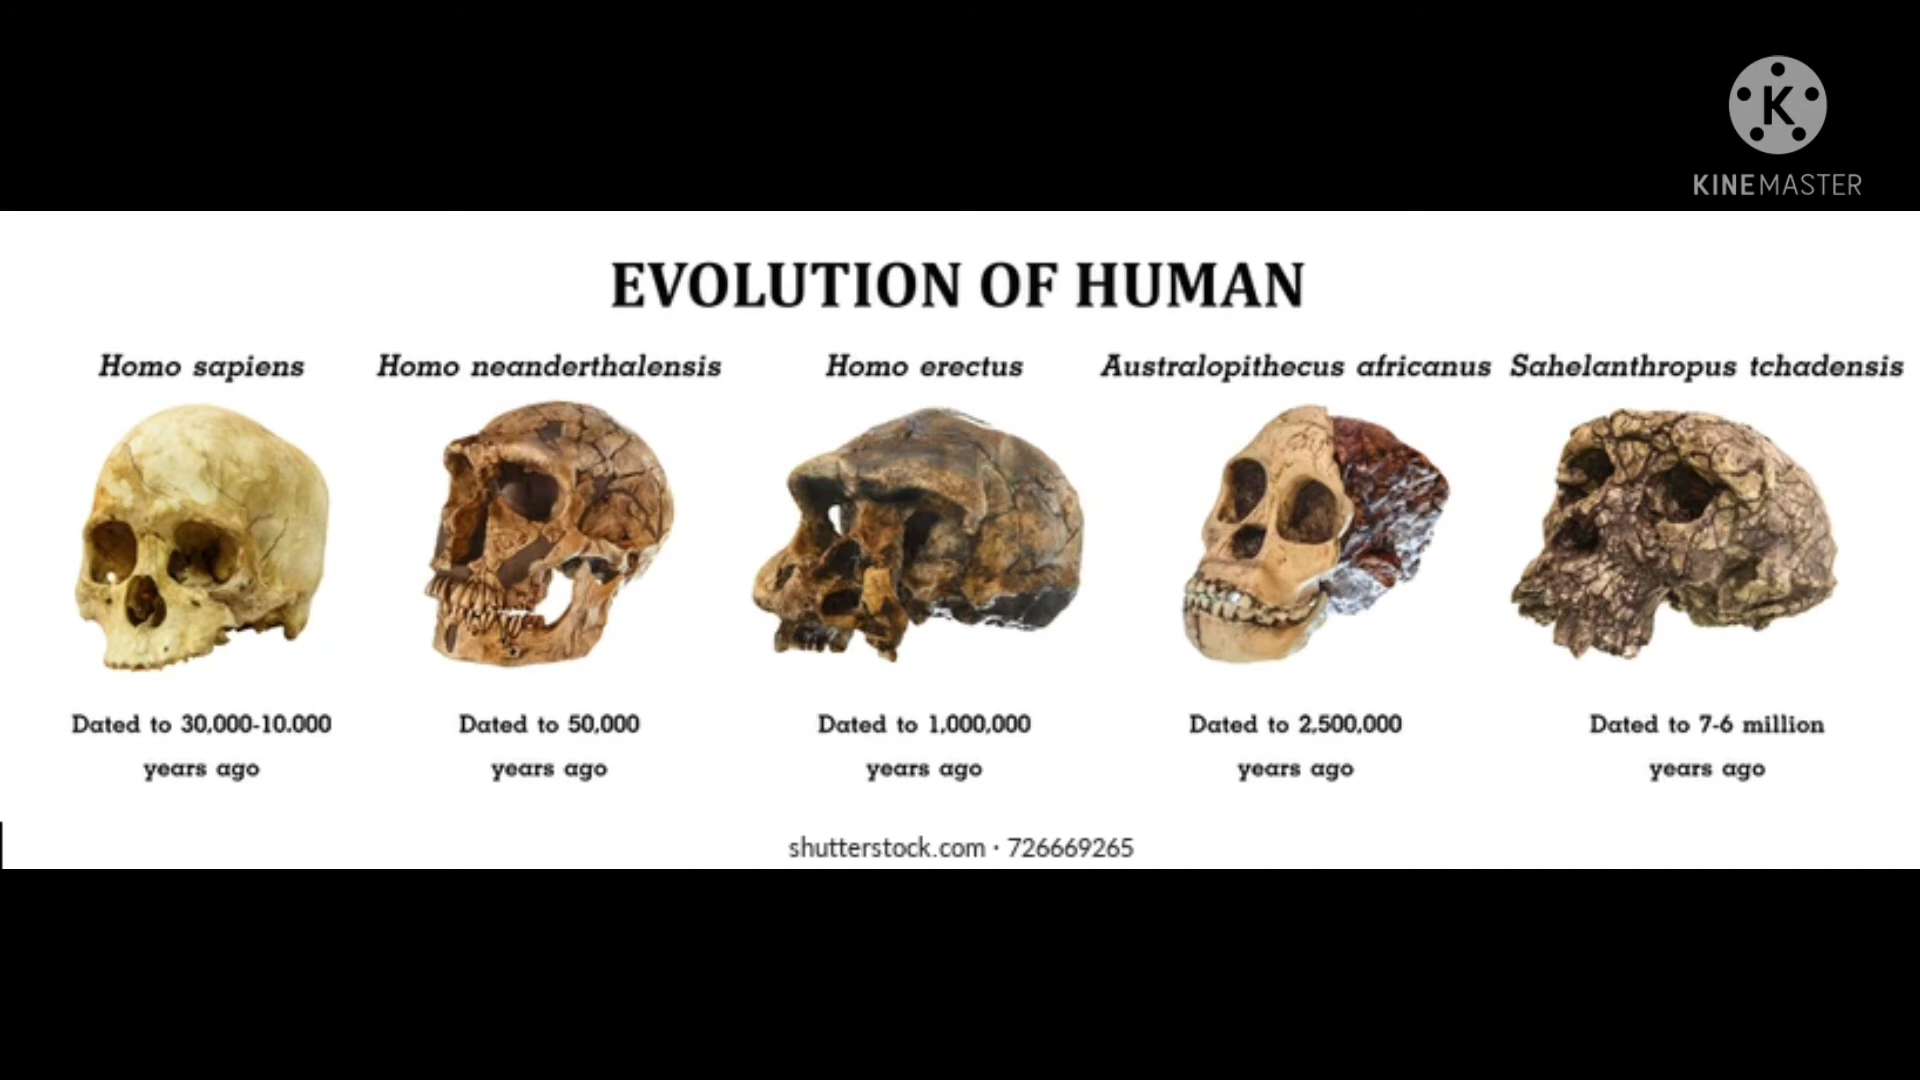 K
KINEMASTER
EVOLUTION OF HUMAN
Homo sapiens
Homo neanderthalensis
Homo erectus
Australopithecus africanus
Sahelanthropus tchadensis
Dated to 30,000-10.000
years ago
Dated to 50,000
years ago
Dated to 1,000,000
years ago
Dated to 2,500,000
years ago
Dated to 7-6 million
years ago
shutterstock.com · 726669265